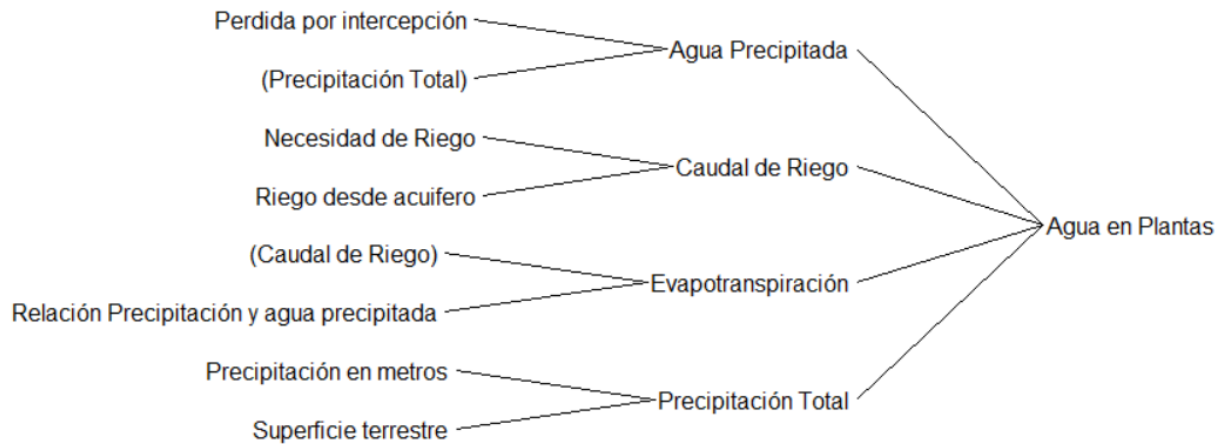 Perdida por intercepción
Agua Precipitada
(Precipitación Total)
Necesidad de Riego
Caudal de Riego
Riego desde acuifero
Agua en Plantas
(Caudal de Riego)
Evapotranspiración
Relación Precipitación y agua precipitada
Precipitación en metros
Precipitación Total
Superficie terrestre